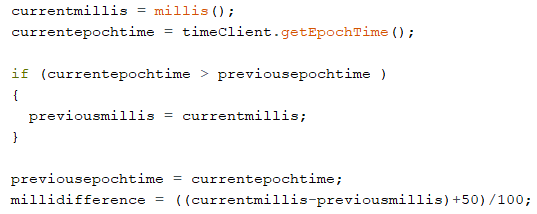 currentmillis = millis();
currentepochtime = timeClient.getEpochTime();
if (currentepochtime > previousepochtime )
{
previousmillis = currentmillis;
}
previousepochtime = currentepochtime;
millidifference = ((currentmillis-previousmillis)+50)/100;